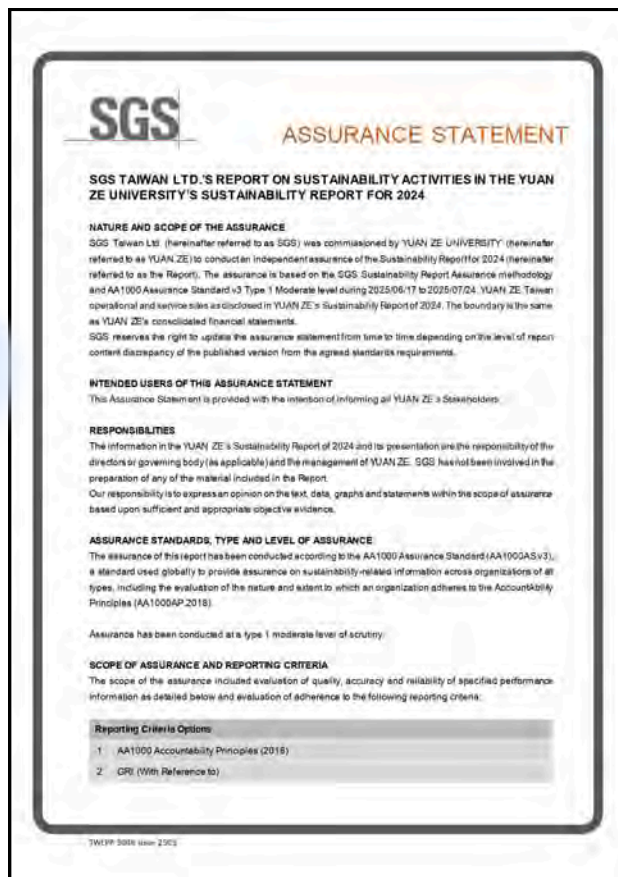 SGS
ASSURANCE STATEMENT
SGS TAIWAN LTD.'S REPORT ON SUSTAINABILITY ACTIVITIES IN THE YUAN
ZE UNIVERSITY'S SUSTAINABILITY REPORT FOR 2024
NATURE AND SCOPE OF THE ASSURANCE
SGS Taiwan Ltd. (hereinafter referred to as SGS) was commissioned by YUAN ZE UNIVERSITY (hereinafter
referred to as YUAN ZE) to conduct an independent assurance of the Sustainability Report for 2024 (hereinafter
referred to as the Report). The assurance is based on the SGS Sustainability Report Assurance methodology
and AA1000 Assurance Standard v3 Type 1 Moderate level during 2025/06/17 to 2025/07/24. YUAN ZE Taiwan
operational and service sites as disclosed in YUAN ZE's Sustainability Report of 2024. The boundary is the same
as YUAN ZE's consolidated financial statements.
SGS reserves the right to update the assurance statement from time to time depending on the level of report
content discrepancy of the published version from the agreed standards requirements.
INTENDED USERS OF THIS ASSURANCE STATEMENT
This Assurance Statement is provided with the intention of informing all YUAN ZE's Stakeholders.
RESPONSIBILITIES
The information in the YUAN ZE's Sustainability Report of 2024 and its presentation are the responsibility of the
directors or governing body (as applicable) and the management of YUAN ZE. SGS has not been involved in the
preparation of any of the material included in the Report.
Our responsibility is to express an opinion on the text, data, graphs and statements within the scope of assurance
based upon sufficient and appropriate objective evidence.
ASSURANCE STANDARDS, TYPE AND LEVEL OF ASSURANCE
The assurance of this report has been conducted according to the AA1000 Assurance Standard (AA1000AS v3),
a standard used globally to provide assurance on sustainability-related information across organizations of all
types, including the evaluation of the nature and extent to which an organization adheres to the AccountAbility
Principles (AA1000AP, 2018).
Assurance has been conducted at a type 1 moderate level of scrutiny.
SCOPE OF ASSURANCE AND REPORTING CRITERIA
The scope of the assurance included evaluation of quality, accuracy and reliability of specified performance
information as detailed below and evaluation of adherence to the following reporting criteria:
Reporting Criteria Options
1 AA1000 Accountability Principles (2018)
2 GRI (With Reference to)